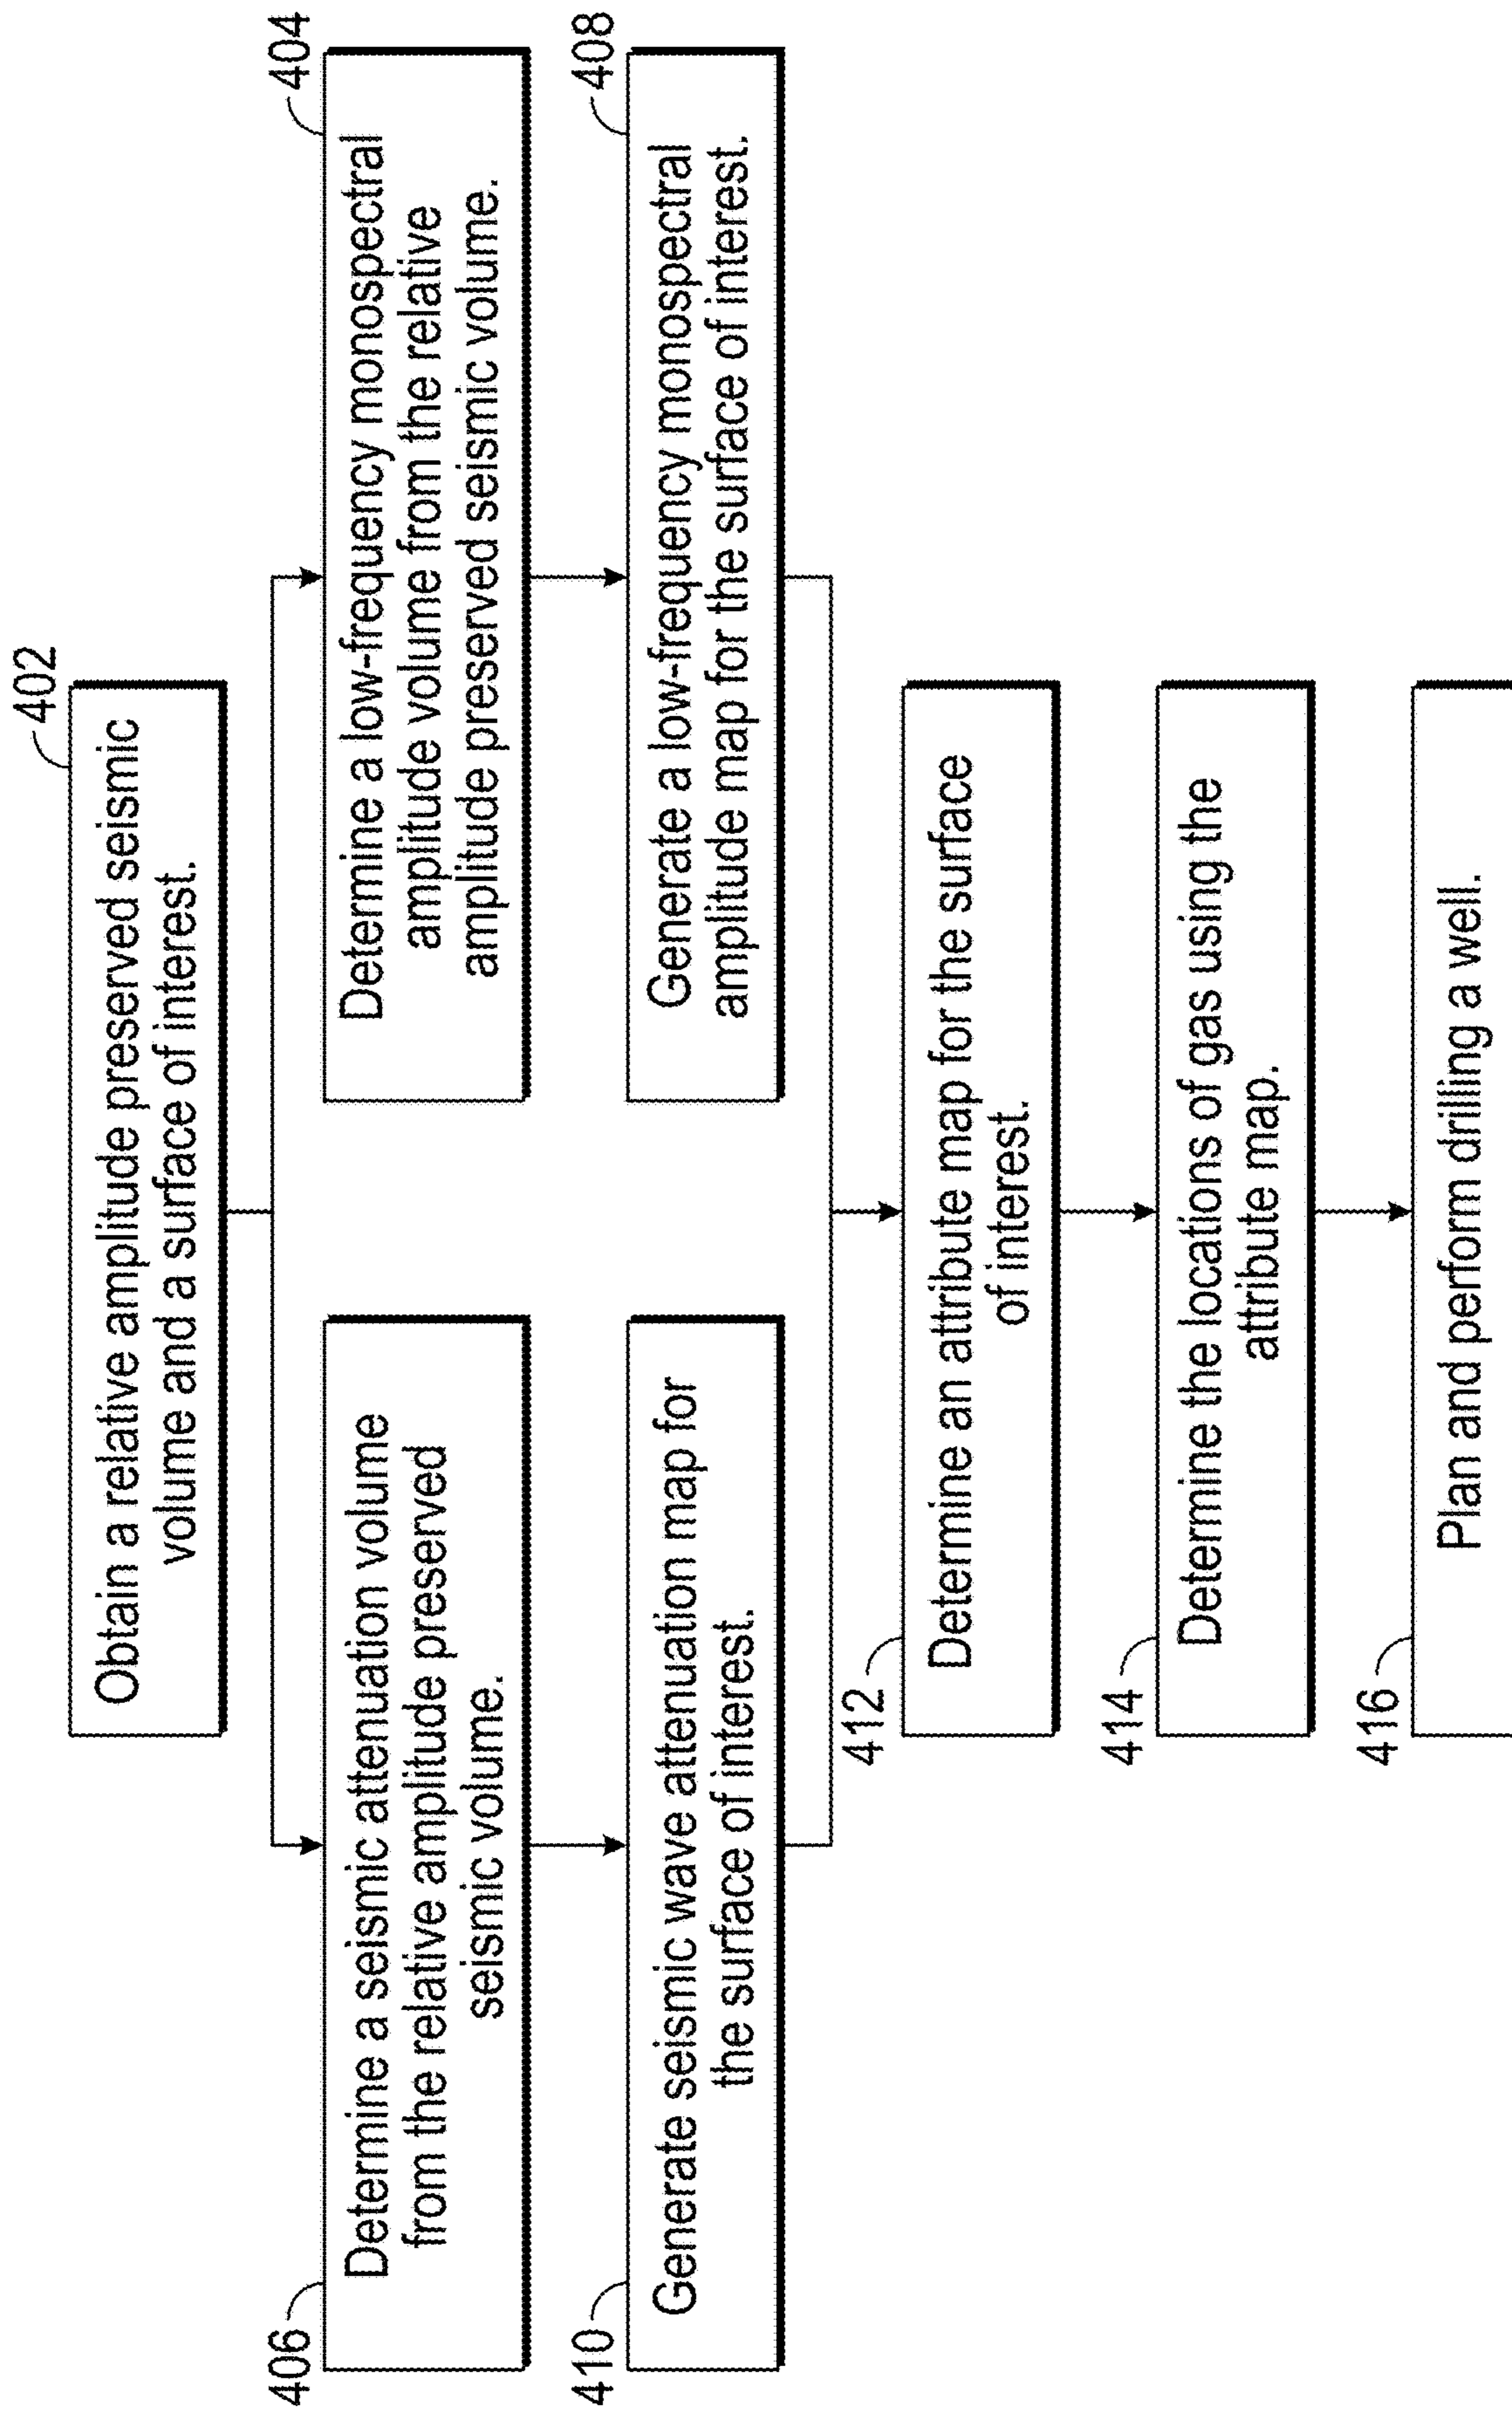 402
Obtain a relative amplitude preserved seismic
volume and a surface of interest.
406
Determine a seismic attenuation volume
from the relative amplitude preserved
seismic volume.
404
Determine a low-frequency monospectral
amplitude volume from the relative
amplitude preserved seismic volume.
410
Generate seismic wave attenuation map for
the surface of interest.
408
Generate a low-frequency monospectral
amplitude map for the surface of interest.
412
Determine an attribute map for the surface
of interest.
414
Determine the locations of gas using the
attribute map.
416
Plan and perform drilling a well.